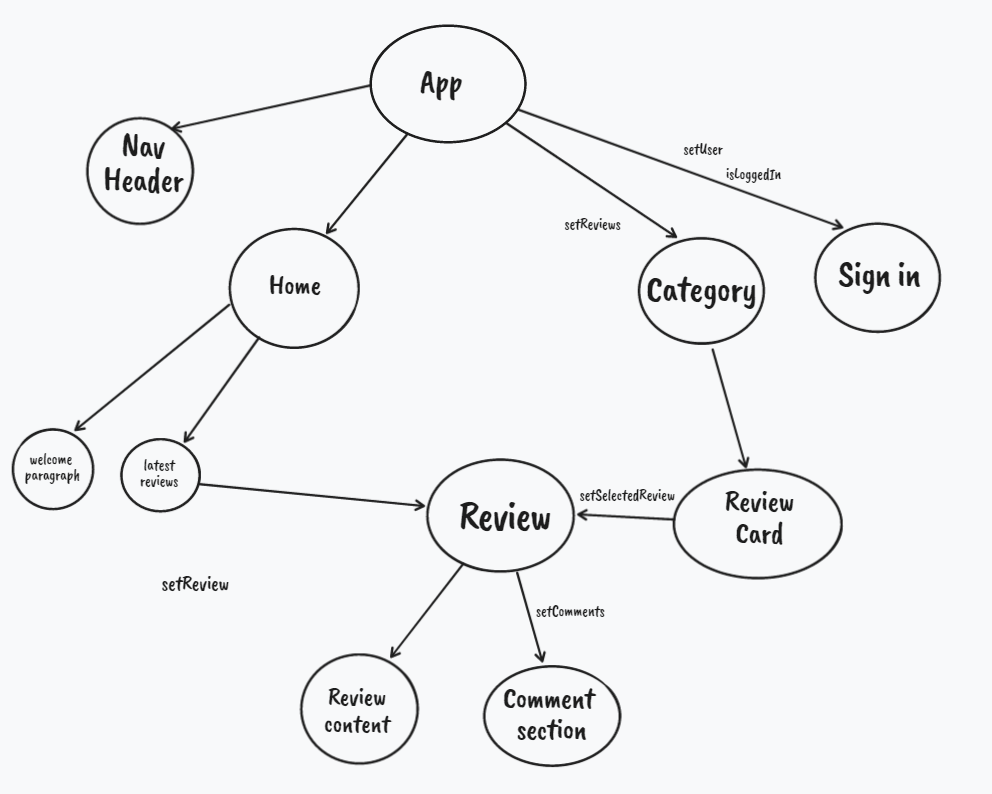 App
Nav
Header
setUser
isLoggedIn
setReviews
Home
Category
Sign in
welcome
paragraph
latest
reviews
Review
setSelectedReview
Review
Card
setReview
setComments
Review
content
Comment
section